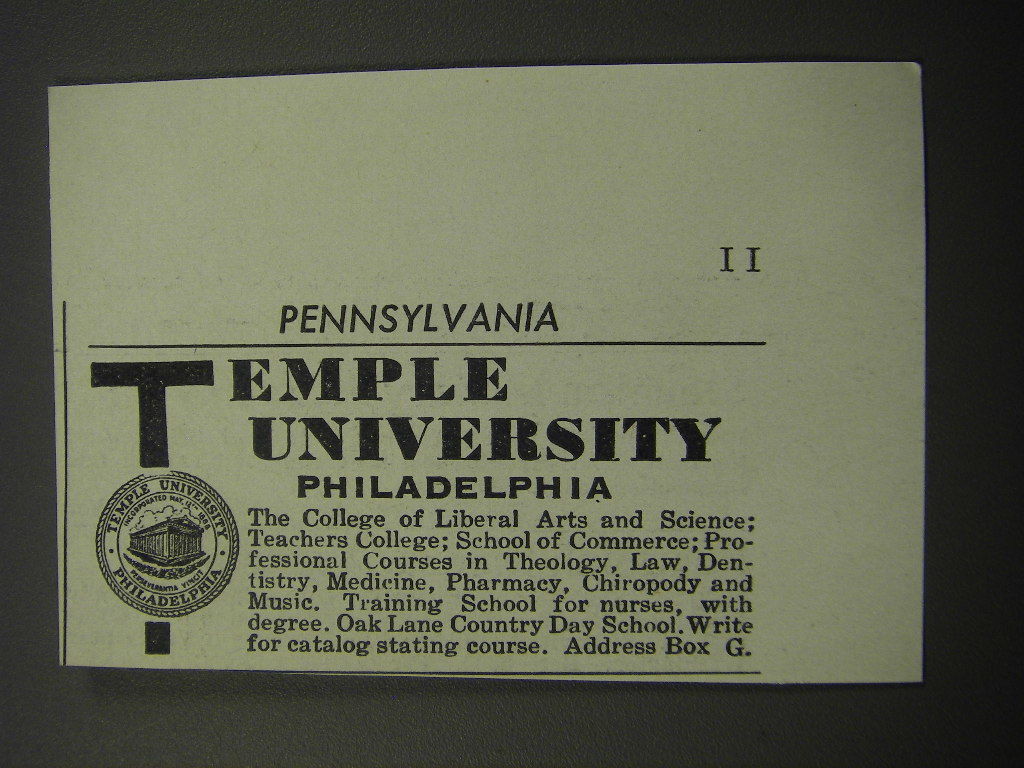 II
PENNSYLVANIA
TEMPLE
UNIVERSITY
PHILADELPHIA
The College of Liberal Arts and Science;
Teachers College; School of Commerce; Pro-
fessional Courses in Theology, Law, Den-
tistry, Medicine, Pharmacy, Chiropody and
Music. Training School for nurses, with
degree. Oak Lane Country Day School. Write
for catalog stating course. Address Box G.
TEMPLE UNIVERSITY
PERSEVERANTIA VINCIT
PHILADELPHIA